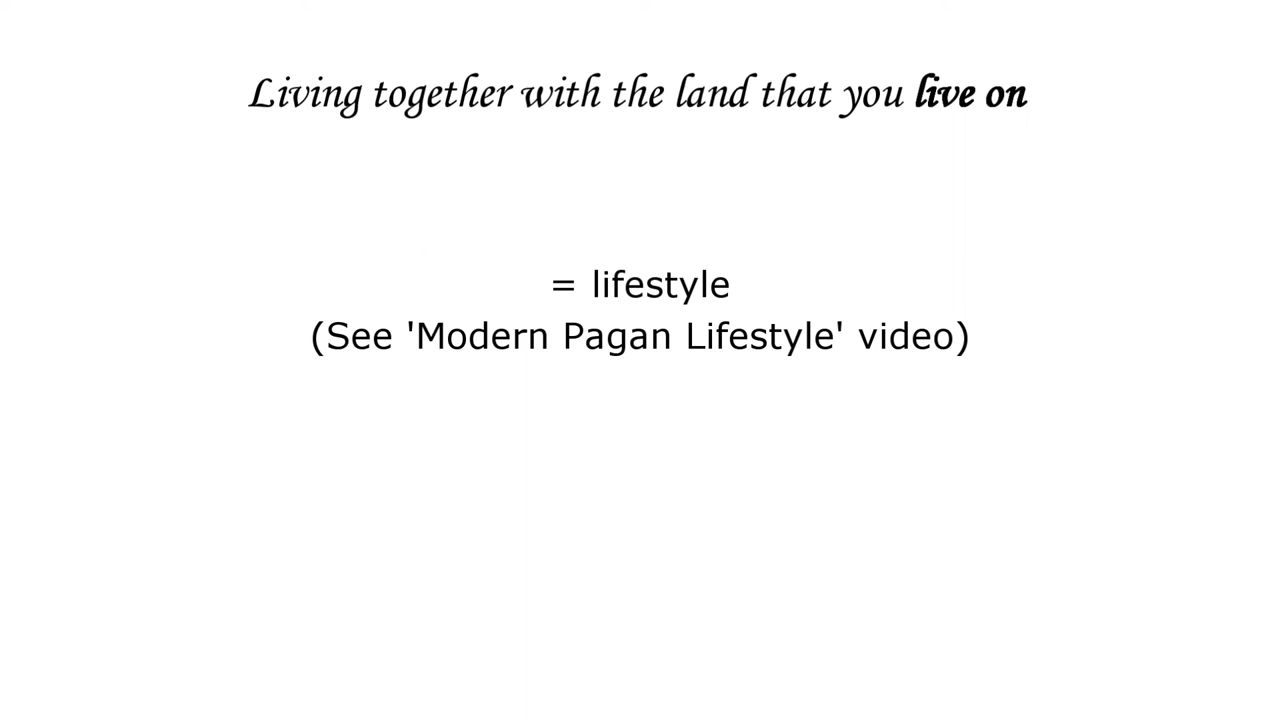 Living together with the land that you live on
= lifestyle
(See 'Modern Pagan Lifestyle' video)